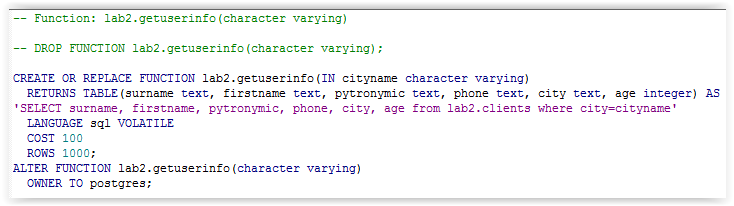 -- Function: lab2.getuserinfo(character varying)
-- DROP FUNCTION lab2.getuserinfo(character varying);
CREATE OR REPLACE FUNCTION lab2.getuserinfo(IN cityname character varying)
  RETURNS TABLE(surname text, firstname text, pytronymic text, phone text, city text, age integer) AS
'SELECT surname, firstname, pytronymic, phone, city, age from lab2.clients where city=cityname'
  LANGUAGE sql VOLATILE
  COST 100
  ROWS 1000;
ALTER FUNCTION lab2.getuserinfo(character varying)
  OWNER TO postgres;